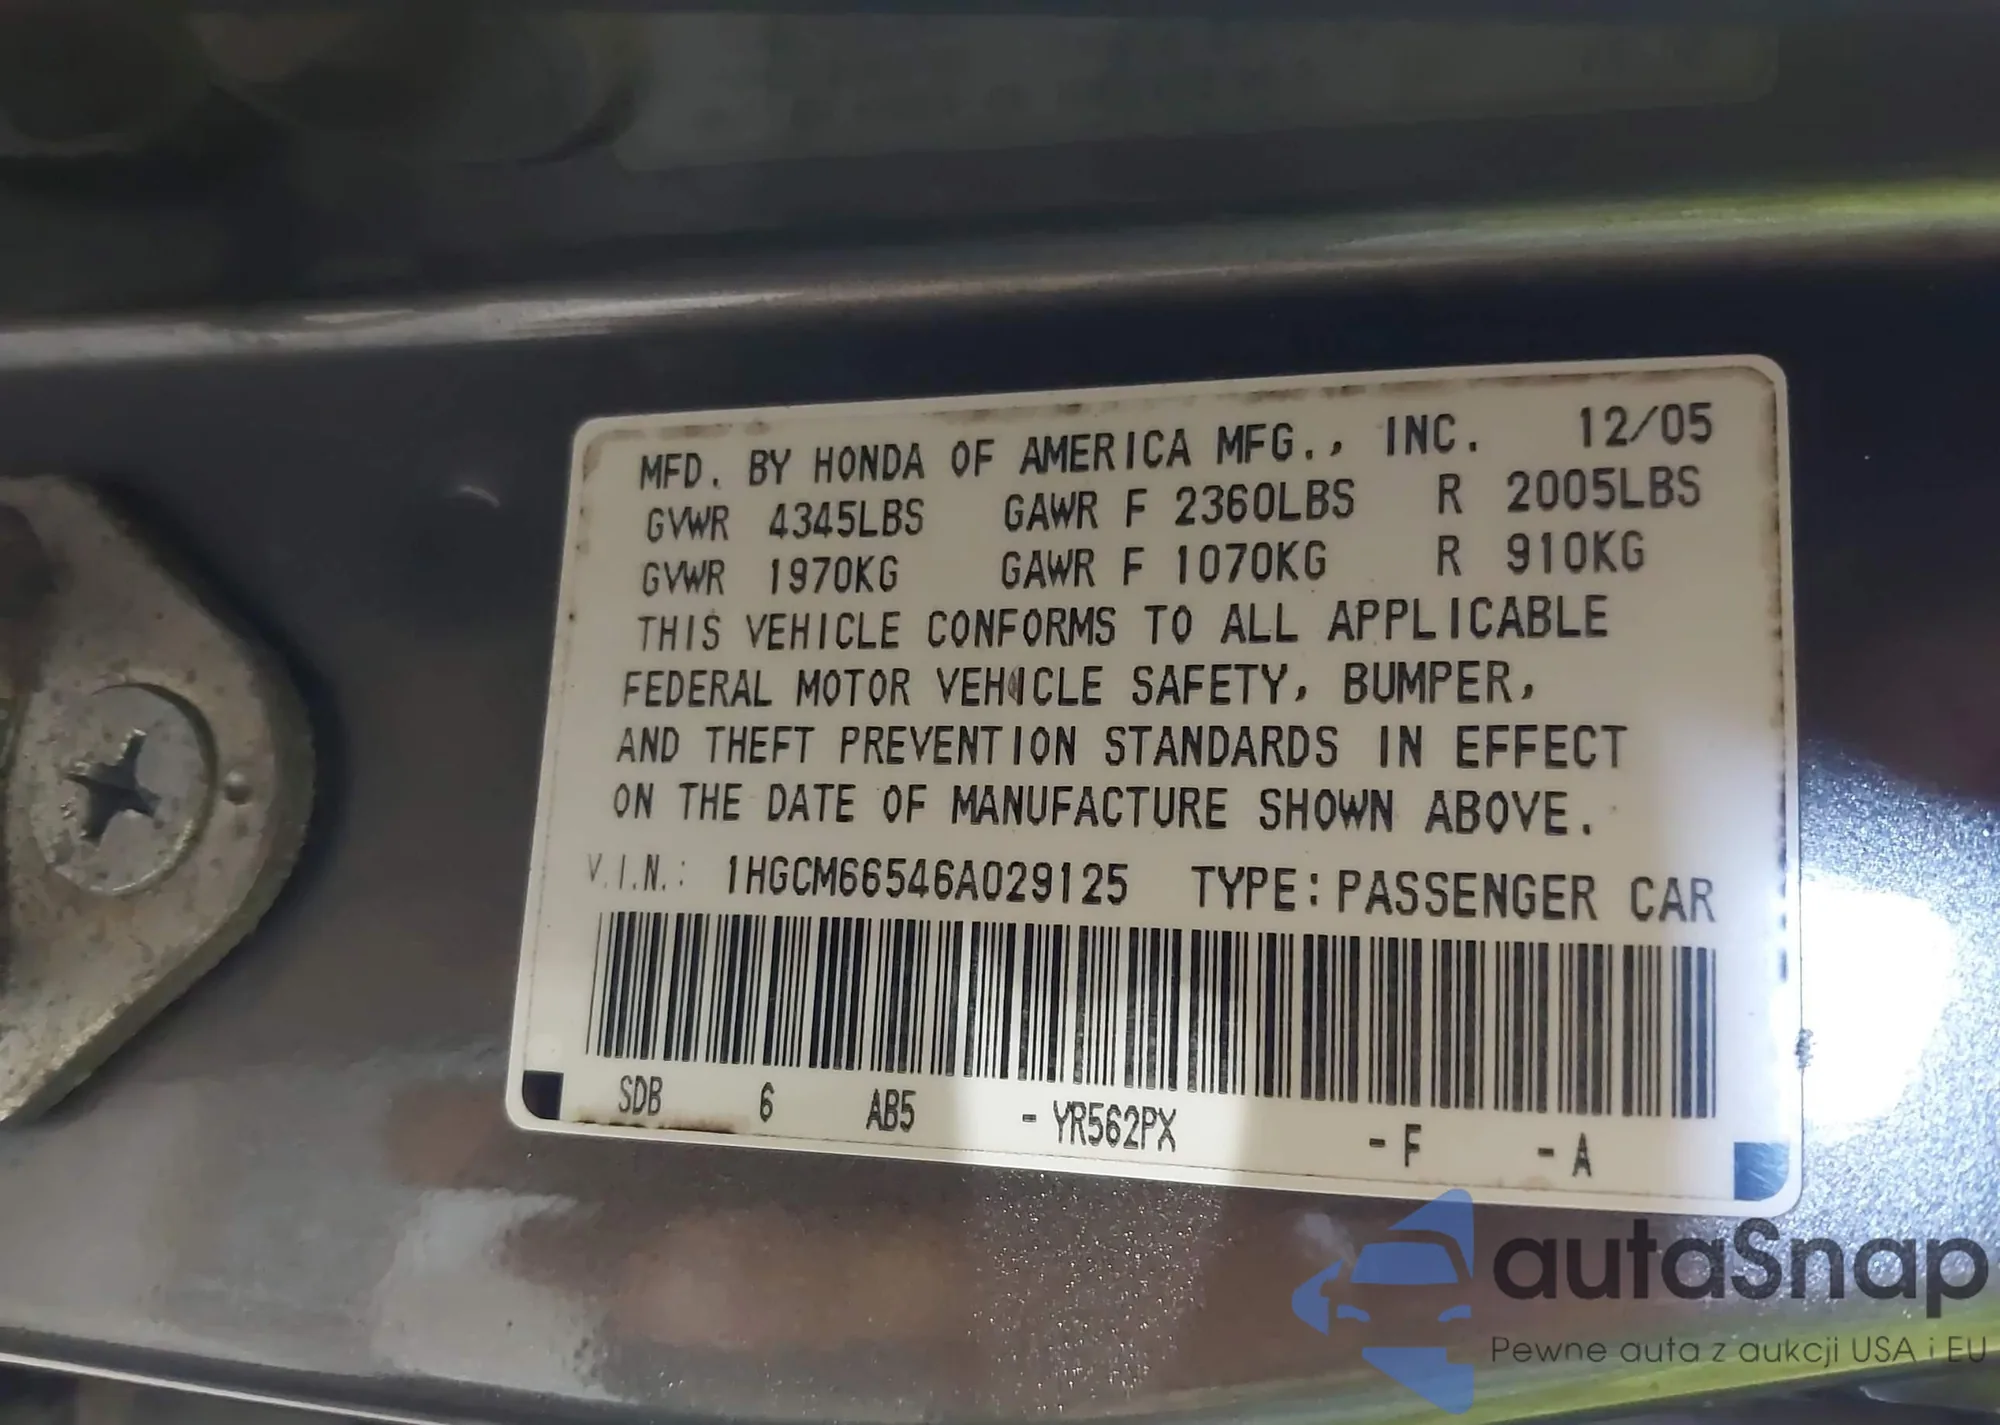 MFD. BY HONDA OF AMERICA MFG., INC. 12/05
GVWR 4345LBS GAWR F 2360LBS R 2005LBS
GVWR 1970KG GAWR F 1070KG R 910KG
THIS VEHICLE CONFORMS TO ALL APPLICABLE
FEDERAL MOTOR VEHICLE SAFETY, BUMPER,
AND THEFT PREVENTION STANDARDS IN EFFECT
ON THE DATE OF MANUFACTURE SHOWN ABOVE.
V.I.N.: 1HGCM66546A029125 TYPE:PASSENGER CAR
SDB 6 AB5 -YR562PX -F -A
autaSnap
Pewne auta z aukcji USA i EU